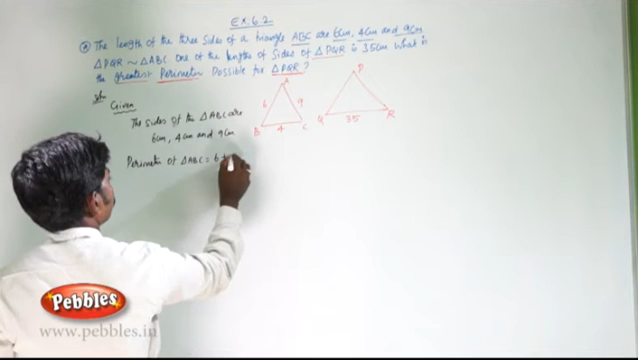 EX. 6.2
The length of the three sides of a triangle ABC are 6cm, 4cm and 9cm.
△PQR ~ △ABC. One of the lengths of sides of △PQR is 35cm. What is
the greatest Perimeter Possible for △PQR ?
Soln
Given
The sides of the △ABC are
6cm, 4cm and 9cm
Perimeter of △ABC = 6 +
A
6 9
B 4 C
P
Q 35 R
Pebbles
www.pebbles.in